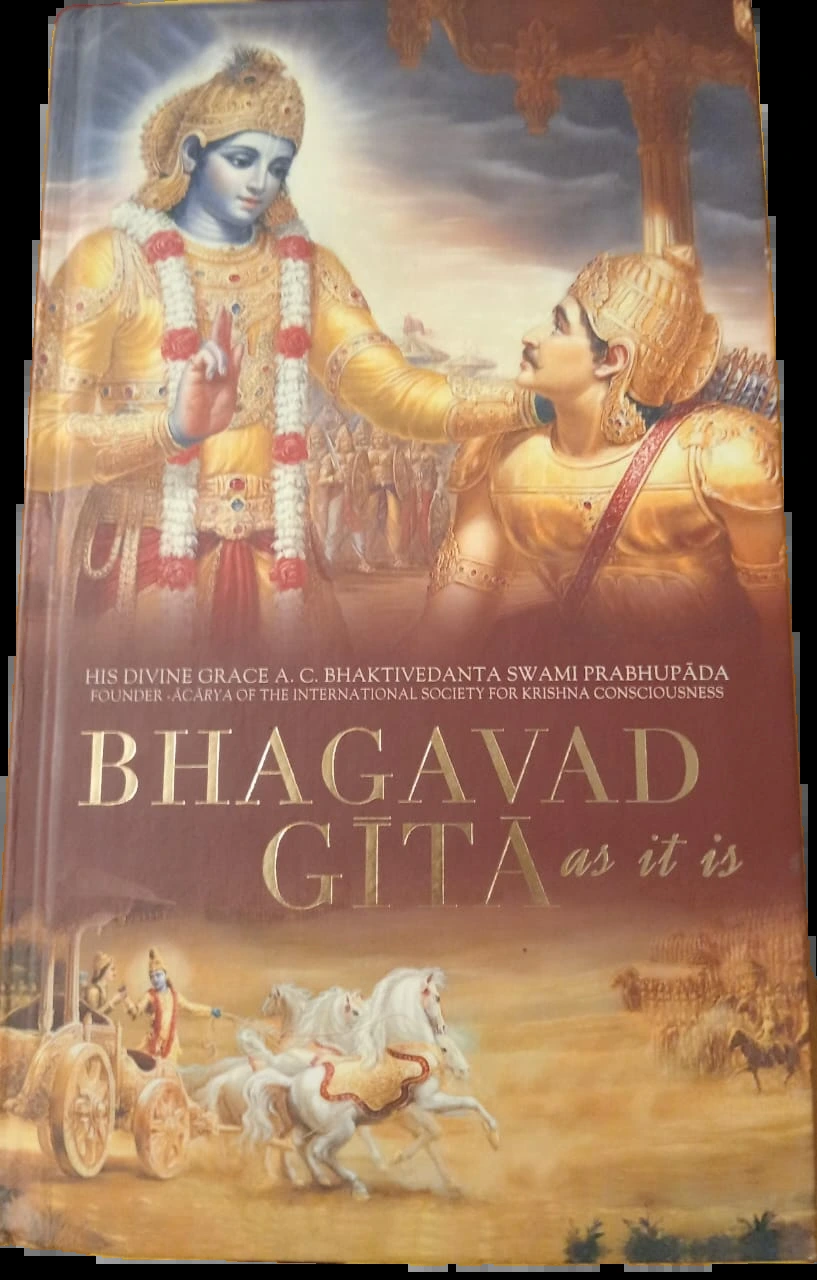 HIS DIVINE GRACE A. C. BHAKTIVEDANTA SWAMI PRABHUPĀDA
FOUNDER -ĀCĀRYA OF THE INTERNATIONAL SOCIETY FOR KRISHNA CONSCIOUSNESS
BHAGAVAD
GĪTĀ as it is